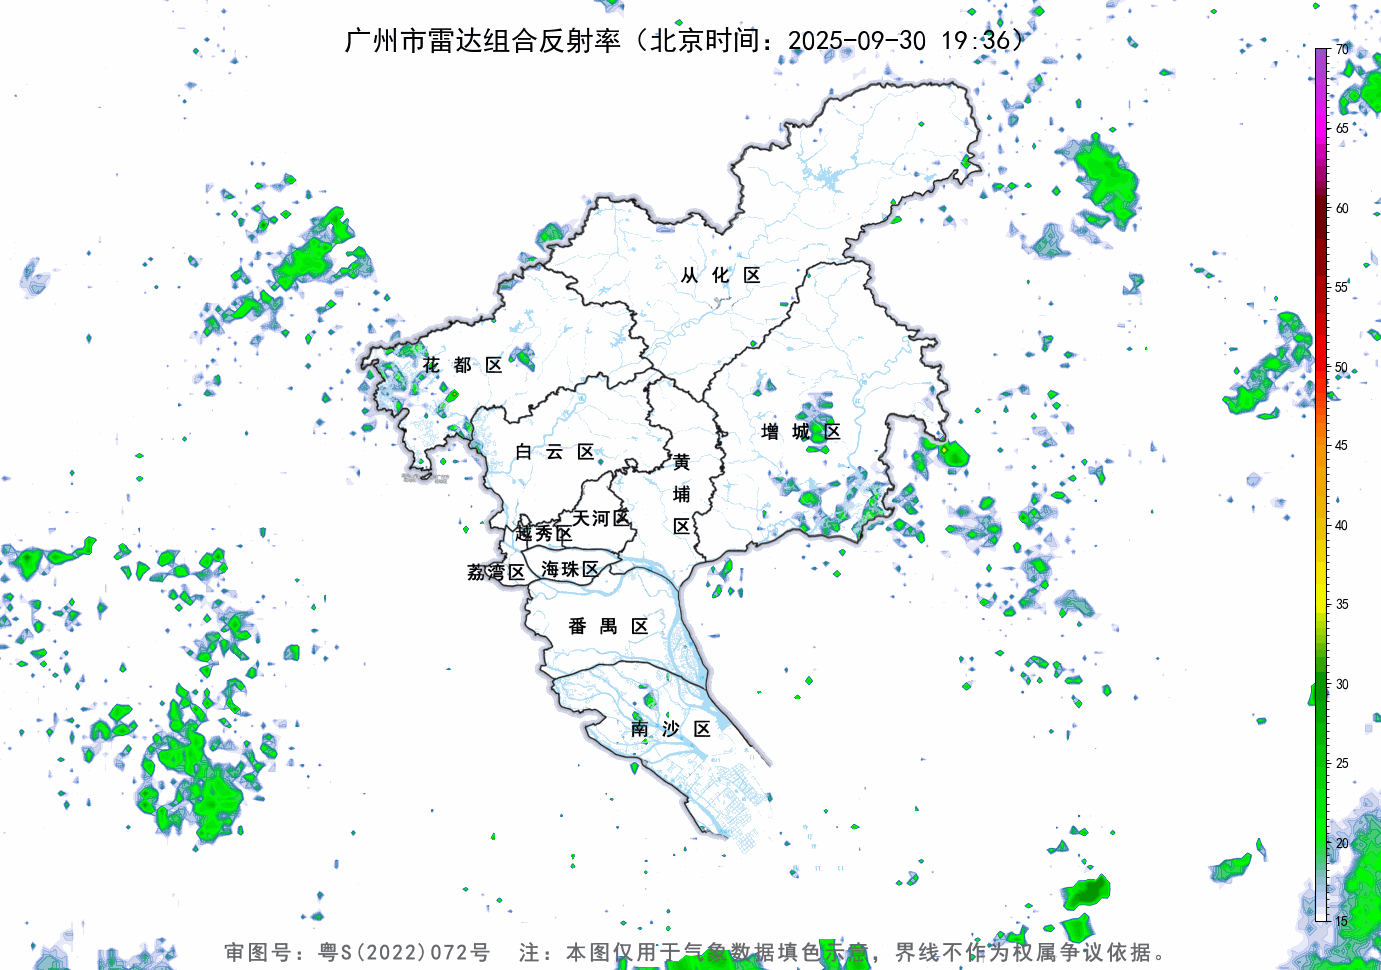 广州市雷达组合反射率（北京时间：2025-09-30 19:36）
70
65
60
55
50
45
40
35
30
25
20
15
从化区
花都区
增城区
白云区
黄埔区
天河区
越秀区
海珠区
荔湾区
番禺区
南沙区
审图号：粤S(2022)072号 注：本图仅用于气象数据填色示意，界线不作为权属争议依据。